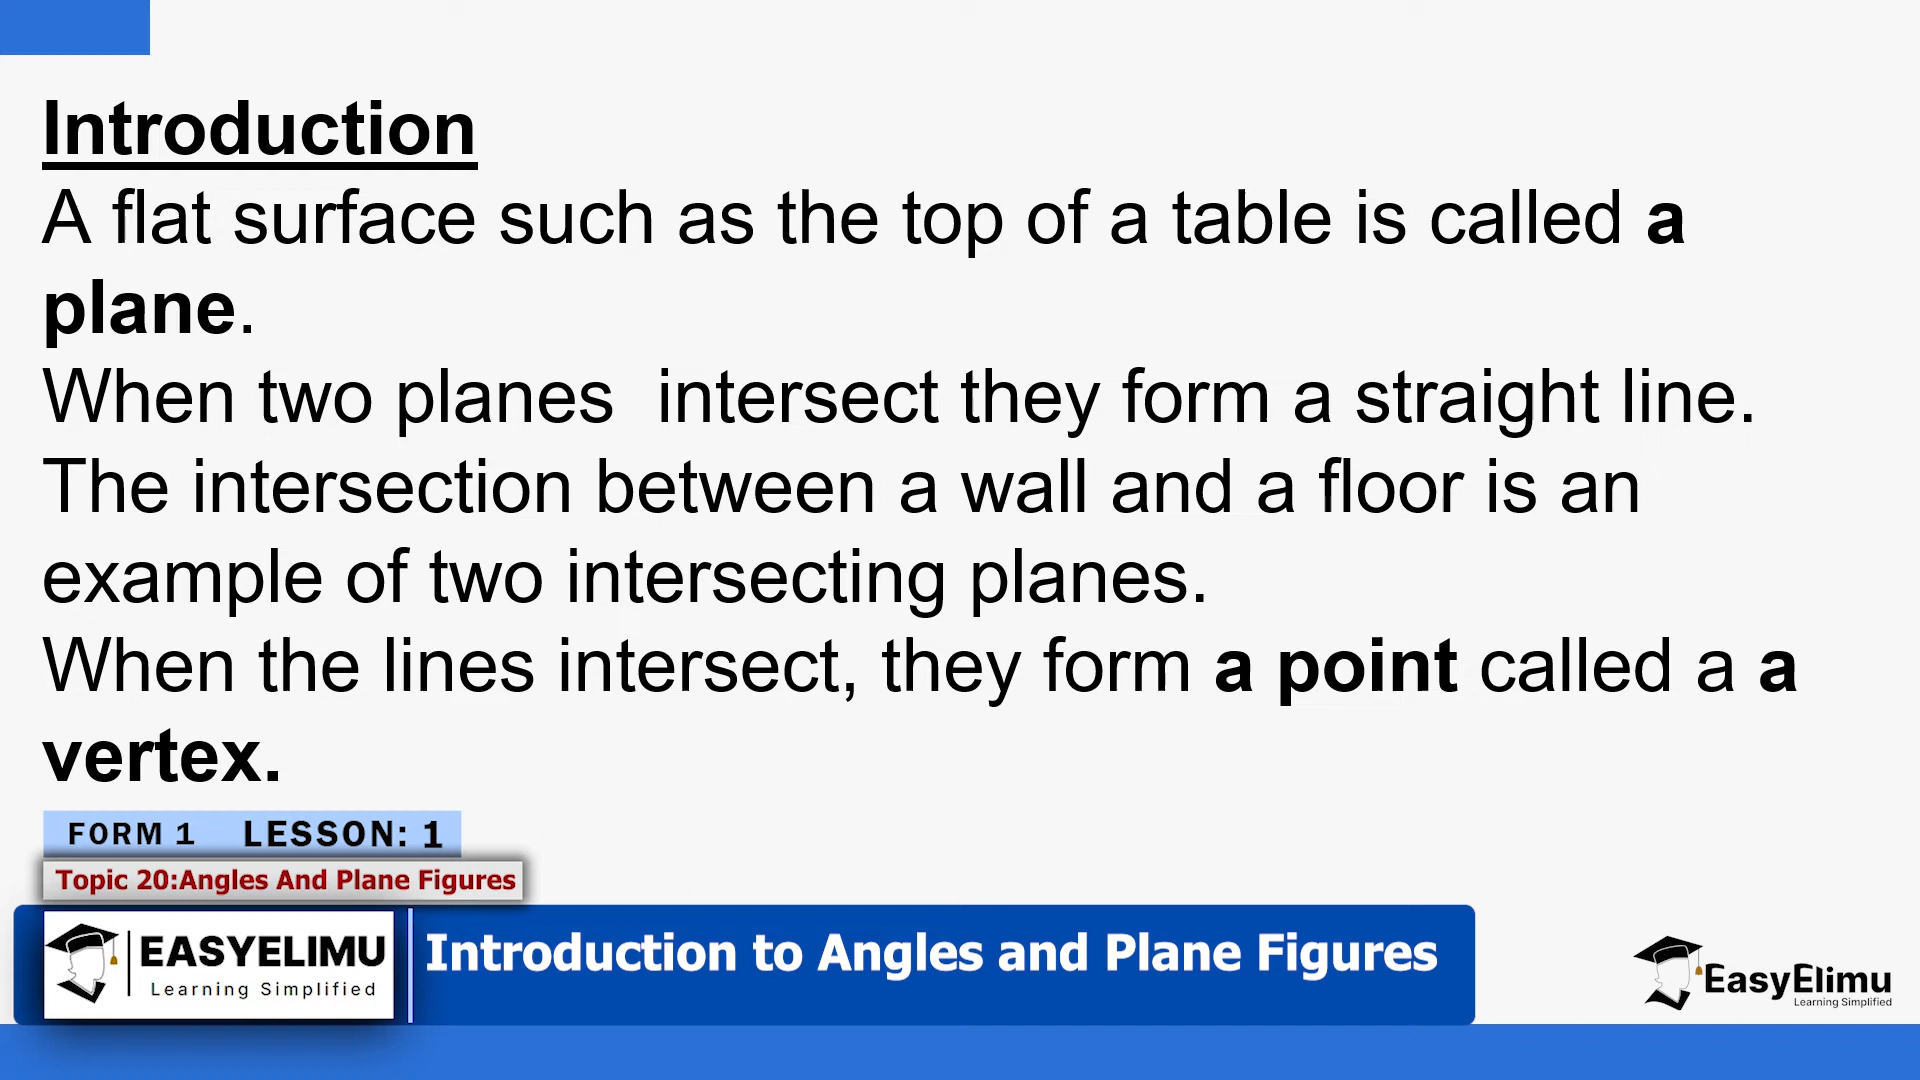 Introduction
A flat surface such as the top of a table is called a
plane.
When two planes  intersect they form a straight line.
The intersection between a wall and a floor is an
example of two intersecting planes.
When the lines intersect, they form a point called a a
vertex.
FORM 1 LESSON: 1
Topic 20:Angles And Plane Figures
EASYELIMU
Learning Simplified
Introduction to Angles and Plane Figures
EasyElimu
Learning Simplified